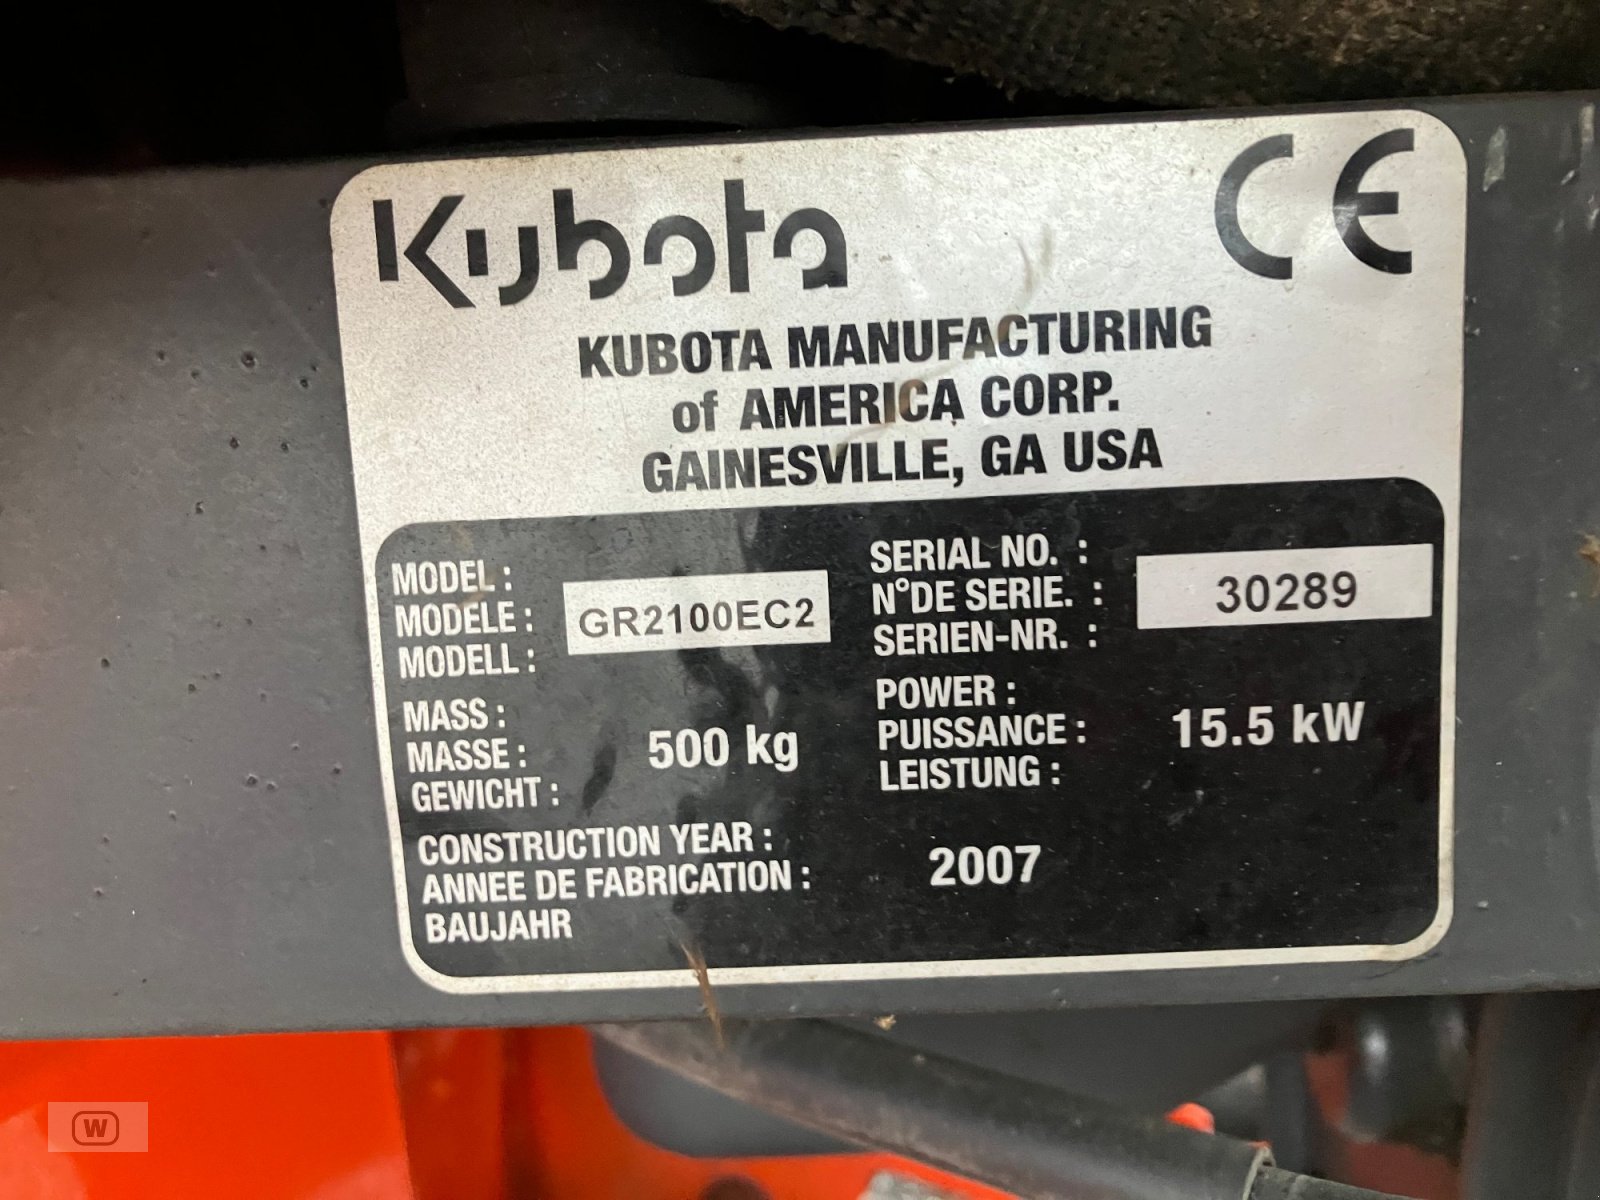 Kubota CE
KUBOTA MANUFACTURING
of AMERICA CORP.
GAINESVILLE, GA USA
MODEL :
MODELE : GR2100EC2
MODELL :
SERIAL NO. :
N°DE SERIE. : 30289
SERIEN-NR. :
MASS :
MASSE : 500 kg
GEWICHT :
POWER :
PUISSANCE : 15.5 kW
LEISTUNG :
CONSTRUCTION YEAR :
ANNEE DE FABRICATION : 2007
BAUJAHR
W